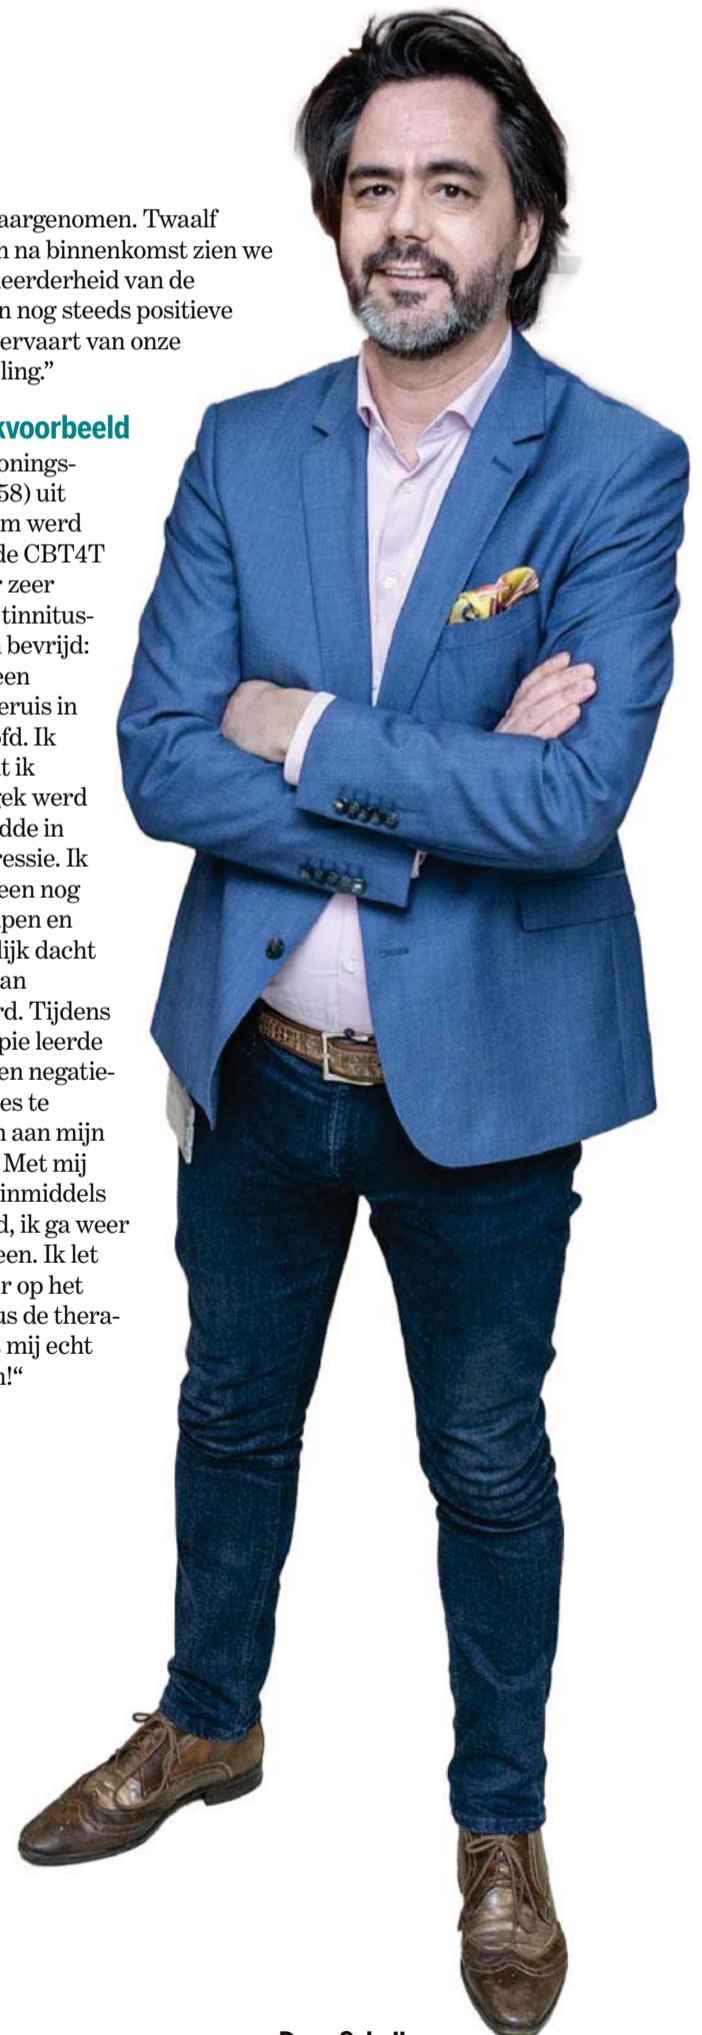 aargenomen. Twaalf
n na binnenkomst zien we
eerderheid van de
n nog steeds positieve
ervaart van onze
ling.”
kvoorbeeld
onings-
58) uit
m werd
de CBT4T
r zeer
tinnitus-
bevrijd:
een
eruis in
fd. Ik
t ik
ek werd
dde in
essie. Ik
een nog
pen en
lijk dacht
an
rd. Tijdens
pie leerde
en negatie-
es te
n aan mijn
Met mij
inmiddels
d, ik ga weer
een. Ik let
r op het
us de thera-
mij echt
n!“